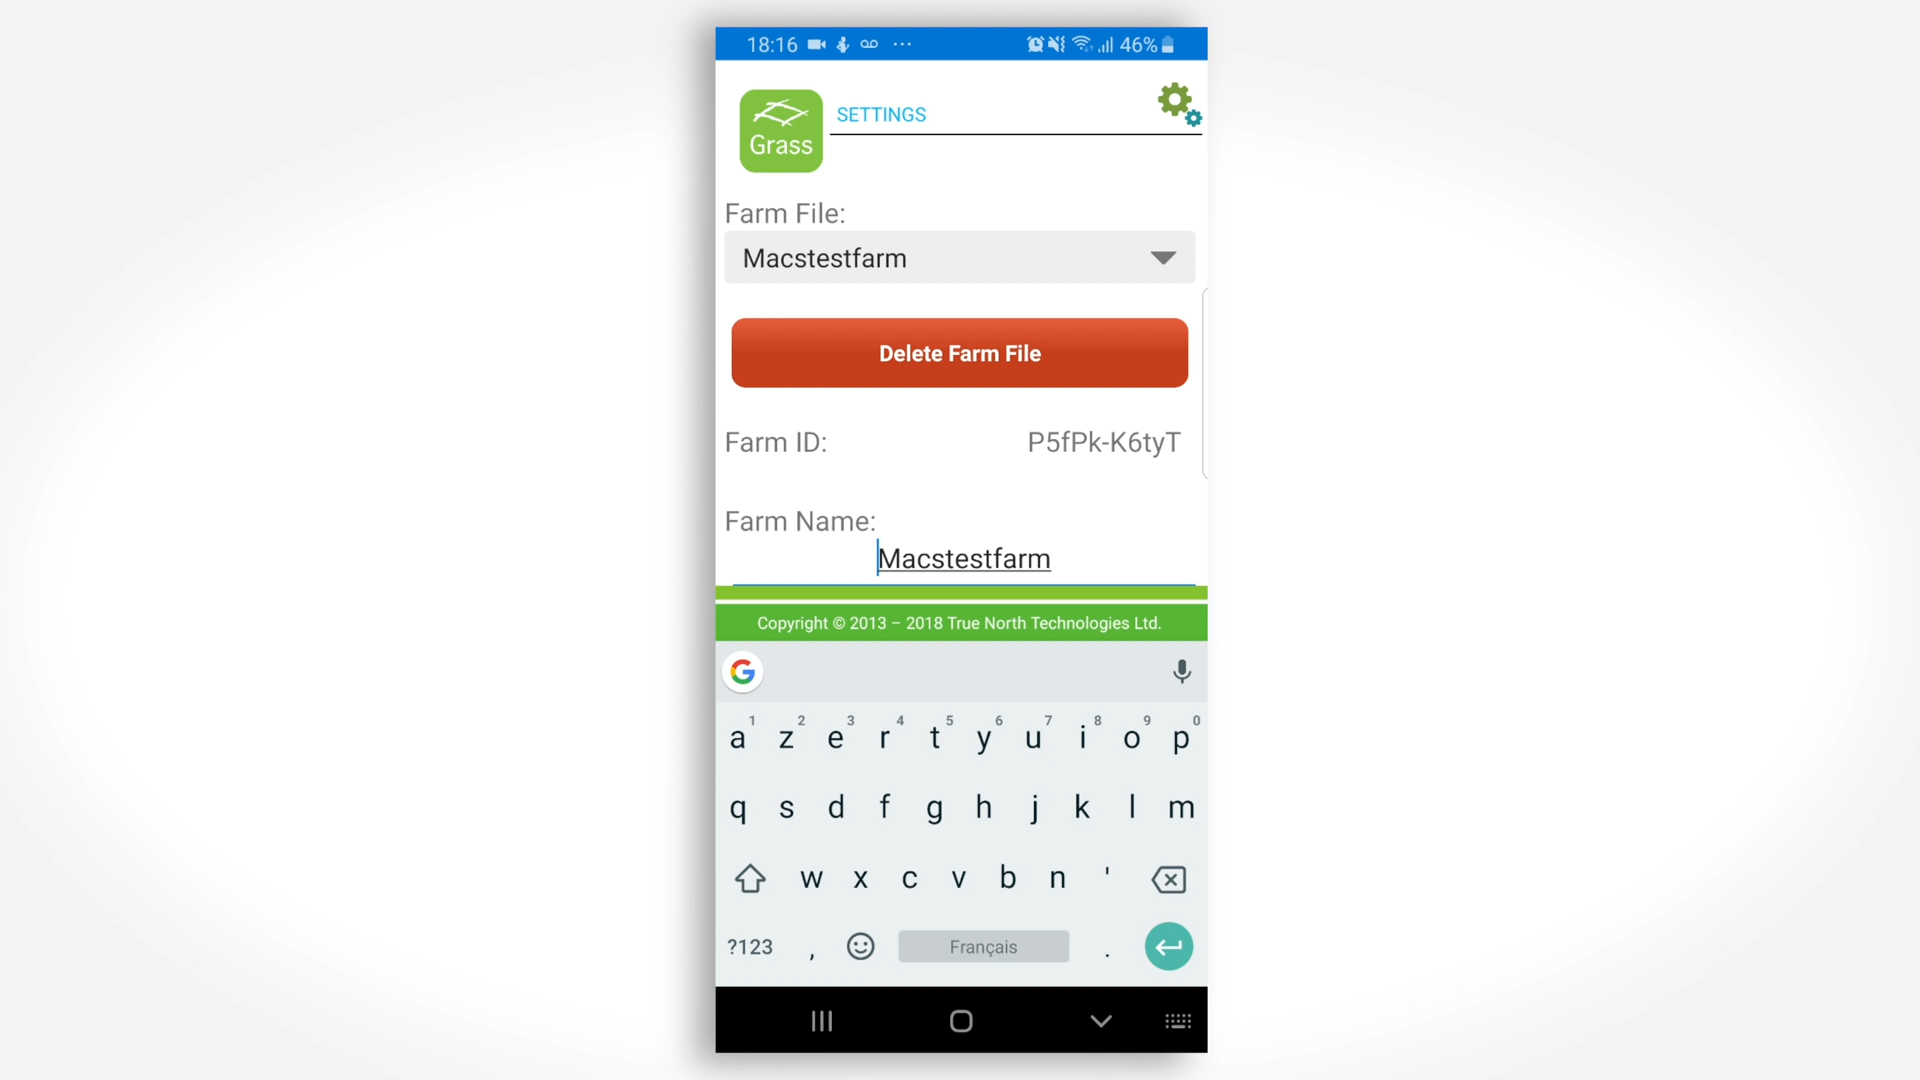 18:16 46%
Grass
SETTINGS
Farm File:
Macstestfarm
Delete Farm File
Farm ID: P5fPk-K6tyT
Farm Name:
Macstestfarm
Copyright © 2013 – 2018 True North Technologies Ltd.
G
1 2 3 4 5 6 7 8 9 0
a z e r t y u i o p
q s d f g h j k l m
w x c v b n '
?123 , Français .